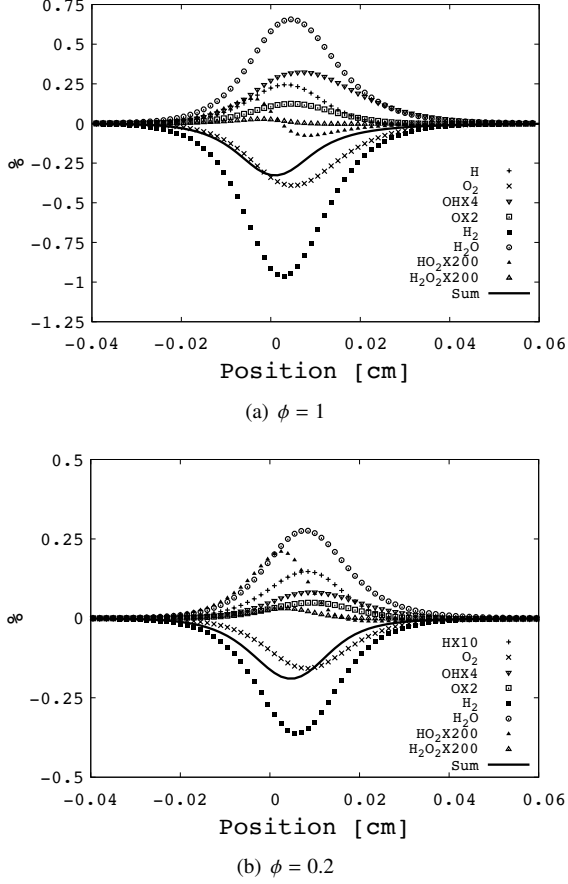 0.75
0.5
0.25
0
-0.25
-0.5
-0.75
-1
-1.25
%
H
O₂
OHX4
OX2
H₂
H₂O
HO₂X200
H₂O₂X200
Sum
-0.04 -0.02 0 0.02 0.04 0.06
Position [cm]
(a) ϕ = 1
0.5
0.25
0
-0.25
-0.5
%
HX10
O₂
OHX4
OX2
H₂
H₂O
HO₂X200
H₂O₂X200
Sum
-0.04 -0.02 0 0.02 0.04 0.06
Position [cm]
(b) ϕ = 0.2